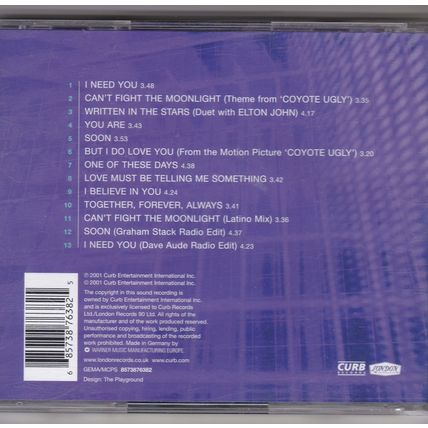 1 I NEED YOU 3.48
2 CAN'T FIGHT THE MOONLIGHT (Theme from 'COYOTE UGLY') 3.35
3 WRITTEN IN THE STARS (Duet with ELTON JOHN) 4.17
4 YOU ARE 3.43
5 SOON 3.53
6 BUT I DO LOVE YOU (From the Motion Picture 'COYOTE UGLY') 3.20
7 ONE OF THESE DAYS 4.38
8 LOVE MUST BE TELLING ME SOMETHING 3.42
9 I BELIEVE IN YOU 4.24
10 TOGETHER, FOREVER, ALWAYS 3.41
11 CAN'T FIGHT THE MOONLIGHT (Latino Mix) 3.36
12 SOON (Graham Stack Radio Edit) 4.37
13 I NEED YOU (Dave Aude Radio Edit) 4.23
6 85738 76382 5
℗ 2001 Curb Entertainment International Inc.
© 2001 Curb Entertainment International Inc.
The copyright in this sound recording is
owned by Curb Entertainment International Inc.
and is exclusively licensed to Curb Records
Ltd./London Records 90 Ltd. All rights of the
manufacturer and of the work produced reserved.
Unauthorised copying, hiring, lending, public
performance and broadcasting of the recorded
work prohibited. Made in Germany by
WARNER MUSIC MANUFACTURING EUROPE.
www.londonrecords.co.uk www.curb.com
GEMA/MCPS 8573876382
Design: The Playground
CURB
RECORDS
LONDON